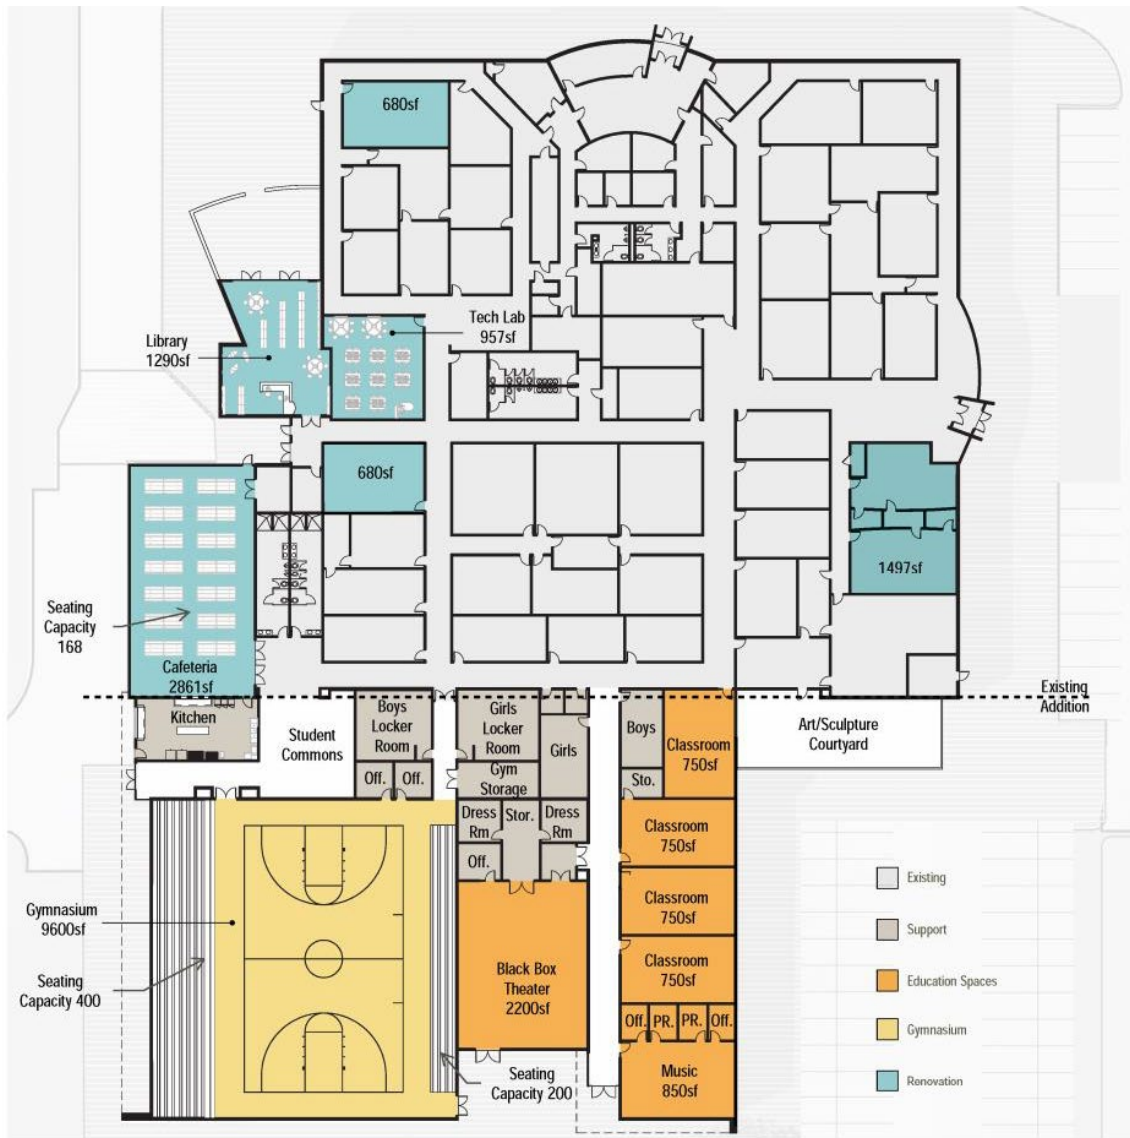 680sf
Tech Lab
957sf
Library
1290sf
680sf
1497sf
Seating
Capacity
168
Cafeteria
2861sf
Existing
Addition
Kitchen
Student
Commons
Boys
Locker
Room
Girls
Locker
Room
Girls
Boys
Classroom
750sf
Art/Sculpture
Courtyard
Off.
Off.
Gym
Storage
Sto.
Dress
Rm
Stor.
Dress
Rm
Off.
Classroom
750sf
Classroom
750sf
Classroom
750sf
Gymnasium
9600sf
Seating
Capacity 400
Black Box
Theater
2200sf
Off.
PR.
PR.
Off.
Music
850sf
Seating
Capacity 200
Existing
Support
Education Spaces
Gymnasium
Renovation